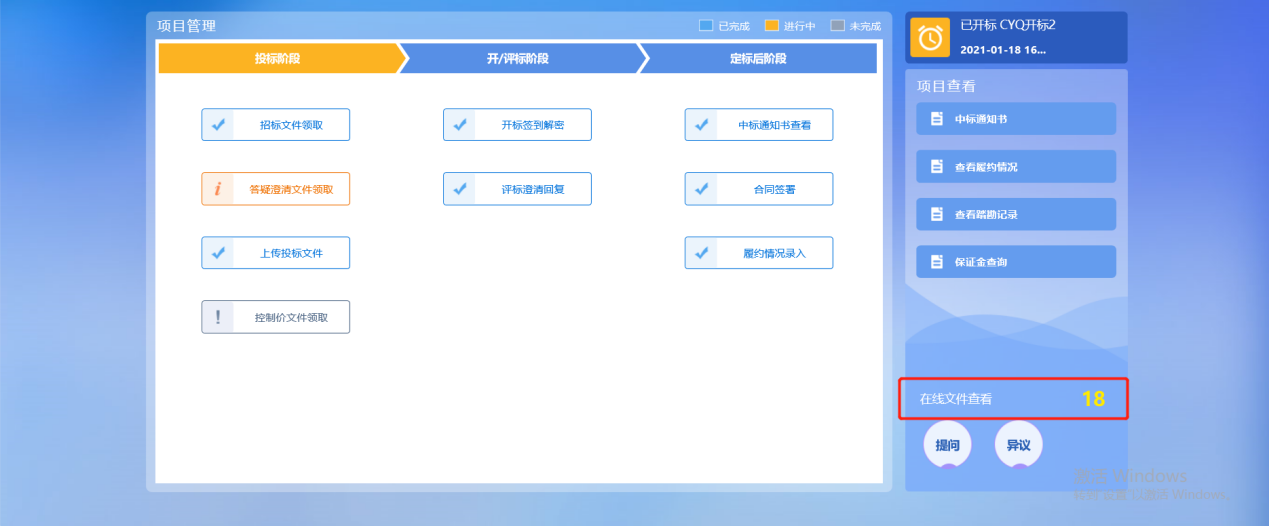 项目管理
已完成
进行中
未完成
投标阶段
开/评标阶段
定标后阶段
招标文件领取
开标签到解密
中标通知书查看
答疑澄清文件领取
评标澄清回复
合同签署
上传投标文件
履约情况录入
控制价文件领取
已开标 CYQ开标2
2021-01-18 16...
项目查看
中标通知书
查看履约情况
查看踏勘记录
保证金查询
在线文件查看 18
提问
异议
Windows
以激活 Windows。